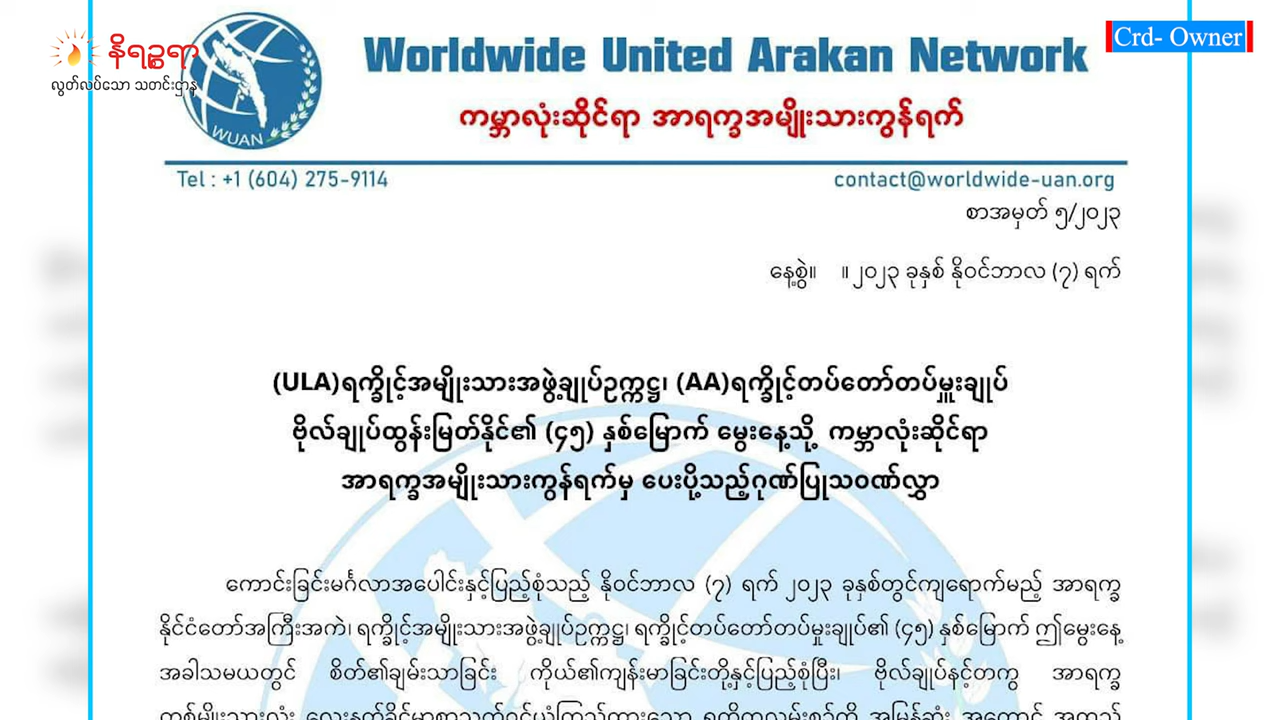 နိရဉ္စရာ
လွတ်လပ်သော သတင်းဌာန
WUAN
Worldwide United Arakan Network
Crd- Owner
ကမ္ဘာလုံးဆိုင်ရာ အာရက္ခအမျိုးသားကွန်ရက်
Tel : +1 (604) 275-9114 contact@worldwide-uan.org
စာအမှတ် ၅/၂၀၂၃
နေ့စွဲ။ ။ ၂၀၂၃ ခုနှစ် နိုဝင်ဘာလ (၇) ရက်
(ULA)ရက္ခိုင့်အမျိုးသားအဖွဲ့ချုပ်ဥက္ကဋ္ဌ၊ (AA)ရက္ခိုင့်တပ်တော်တပ်မှူးချုပ်
ဗိုလ်ချုပ်ထွန်းမြတ်နိုင်၏ (၄၅) နှစ်မြောက် မွေးနေ့သို့ ကမ္ဘာလုံးဆိုင်ရာ
အာရက္ခအမျိုးသားကွန်ရက်မှ ပေးပို့သည့်ဂုဏ်ပြုသဝဏ်လွှာ
ကောင်းခြင်းမင်္ဂလာအပေါင်းနှင့်ပြည့်စုံသည့် နိုဝင်ဘာလ (၇) ရက် ၂၀၂၃ ခုနှစ်တွင်ကျရောက်မည့် အာရက္ခ
နိုင်ငံတော်အကြီးအကဲ၊ ရက္ခိုင့်အမျိုးသားအဖွဲ့ချုပ်ဥက္ကဋ္ဌ၊ ရက္ခိုင့်တပ်တော်တပ်မှူးချုပ်၏ (၄၅) နှစ်မြောက် ဤမွေးနေ့
အခါသမယတွင် စိတ်၏ချမ်းသာခြင်း ကိုယ်၏ကျန်းမာခြင်းတို့နှင့်ပြည့်စုံပြီး၊ ဗိုလ်ချုပ်နှင့်တကွ အာရက္ခ